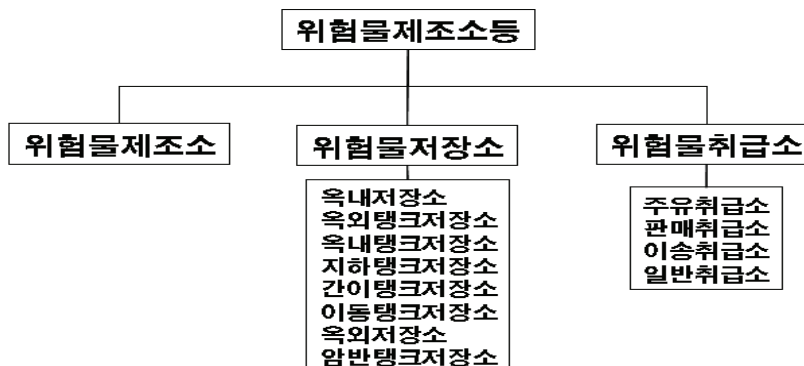 위험물제조소등
위험물제조소
위험물저장소
위험물취급소
옥내저장소
옥외탱크저장소
옥내탱크저장소
지하탱크저장소
간이탱크저장소
이동탱크저장소
옥외저장소
암반탱크저장소
주유취급소
판매취급소
이송취급소
일반취급소